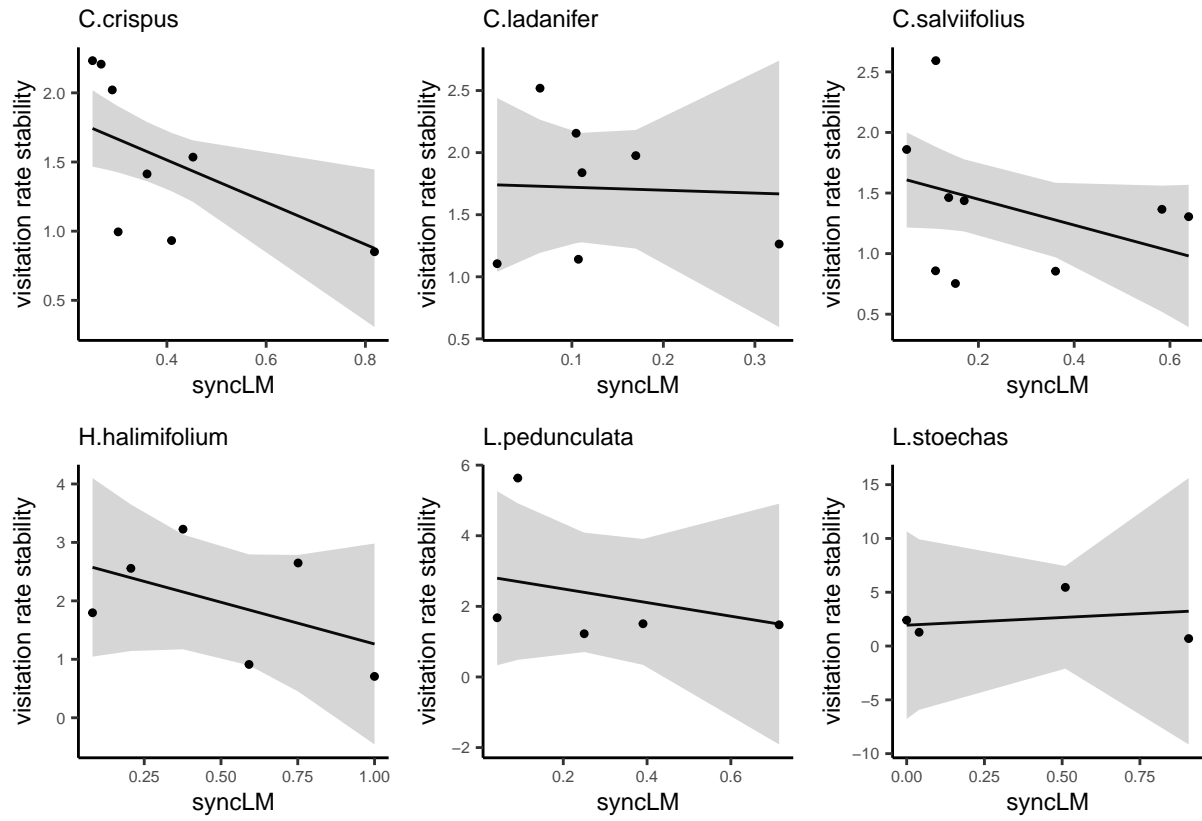 C.crispus
visitation rate stability
2.0
1.5
1.0
0.5
0.4
0.6
0.8
syncLM
C.ladanifer
visitation rate stability
2.5
2.0
1.5
1.0
0.5
0.1
0.2
0.3
syncLM
C.salviifolius
visitation rate stability
2.5
2.0
1.5
1.0
0.5
0.2
0.4
0.6
syncLM
H.halimifolium
visitation rate stability
4
3
2
1
0
0.25
0.50
0.75
1.00
syncLM
L.pedunculata
visitation rate stability
6
4
2
0
−2
0.2
0.4
0.6
syncLM
L.stoechas
visitation rate stability
15
10
5
0
−5
−10
0.00
0.25
0.50
0.75
syncLM